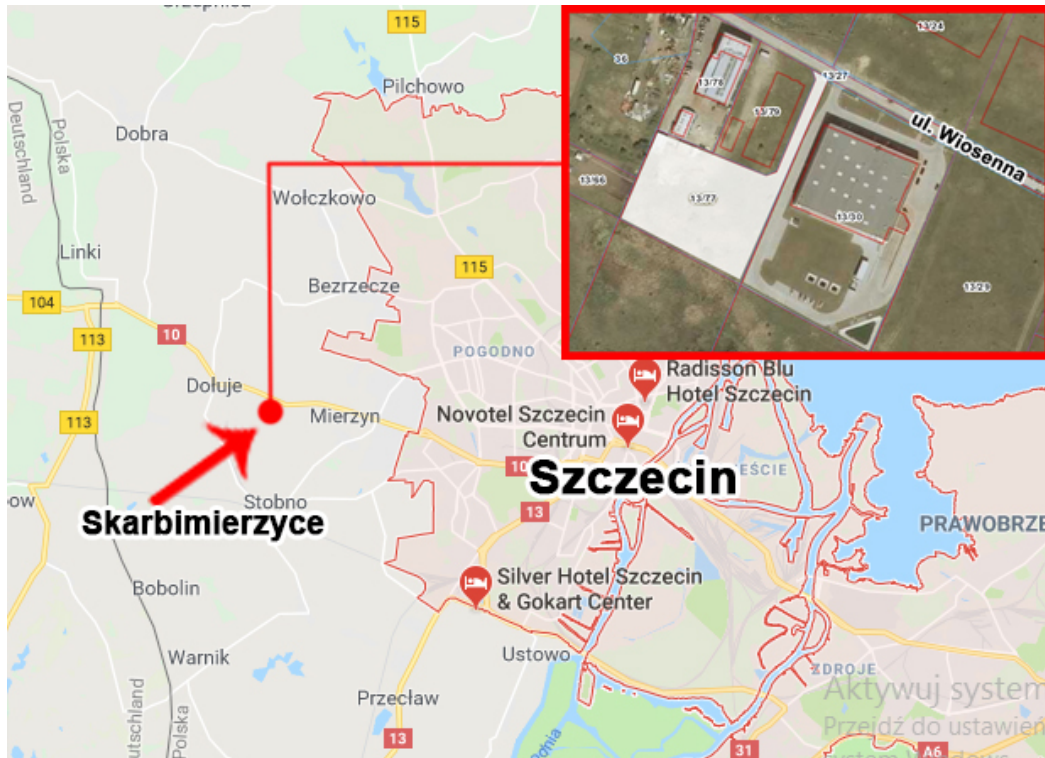 115
Pilchowo
Deutschland
Polska
Dobra
Wołczkowo
Linki
Bezrzecze
115
104
10
113
POGODNO
Dołuje
Mierzyn
113
Radisson Blu
Hotel Szczecin
Novotel Szczecin
Centrum
10
Szczecin
Stobno
13
Skarbimierzyce
PRAWOBRZE
Bobolin
Silver Hotel Szczecin
& Gokart Center
Warnik
Ustowo
ZDROJE
Przecław
13
Polska
31
A6
Aktywuj system
Przejdź do ustawień
system Windows
36
13/24
13/78
13/27
13/79
ul. Wiosenna
13/66
13/77
13/30
13/29